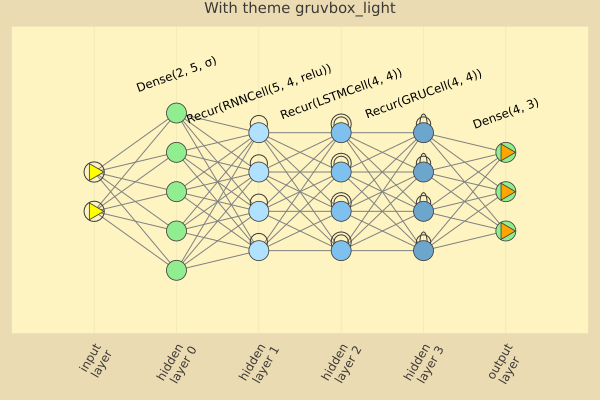 With theme gruvbox_light
Dense(2, 5, σ)
Recur(RNNCell(5, 4, relu))
Recur(LSTMCell(4, 4))
Recur(GRUCell(4, 4))
Dense(4, 3)
input
layer
hidden
layer 0
hidden
layer 1
hidden
layer 2
hidden
layer 3
output
layer